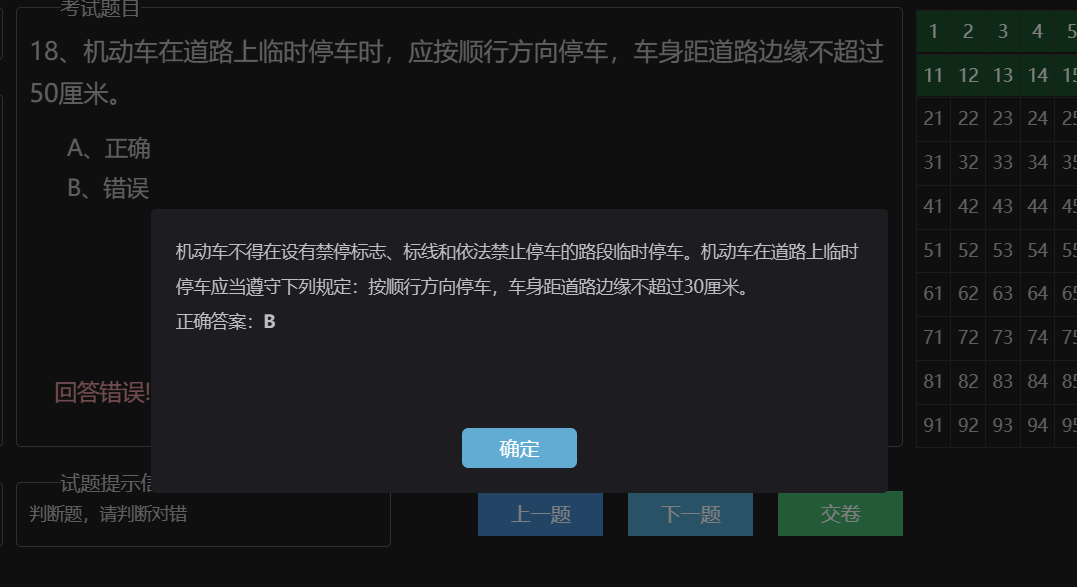 考试题目
18、机动车在道路上临时停车时，应按顺行方向停车，车身距道路边缘不超过
50厘米。
A、正确
B、错误
机动车不得在设有禁停标志、标线和依法禁止停车的路段临时停车。机动车在道路上临时
停车应当遵守下列规定：按顺行方向停车，车身距道路边缘不超过30厘米。
正确答案：B
回答错误!
确定
试题提示信
判断题，请判断对错
上一题 下一题 交卷
1 2 3 4 5
11 12 13 14 15
21 22 23 24 25
31 32 33 34 35
41 42 43 44 45
51 52 53 54 55
61 62 63 64 65
71 72 73 74 75
81 82 83 84 85
91 92 93 94 95